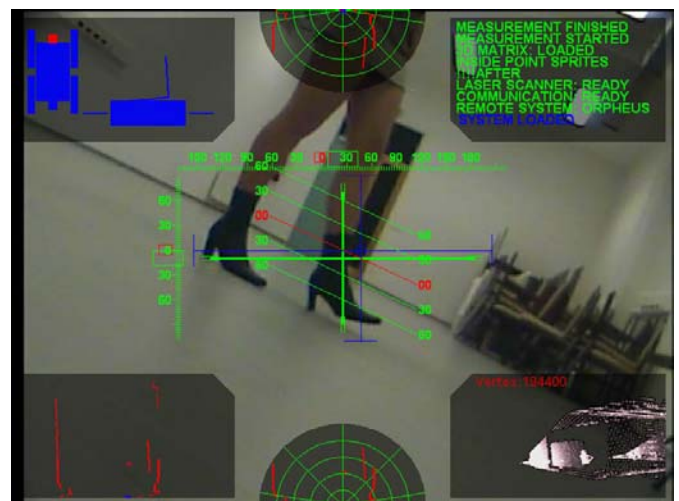 MEASUREMENT FINISHED
MEASUREMENT STARTED
3D MATRIX: LOADED
INSIDE POINT SPRITES
LASER SCANNER: READY
COMMUNICATION: READY
REMOTE SYSTEM: ORPHEUS
SYSTEM LOADED
150 120 90 60 30 0 30 60 90 120 150 180
60
30
0
30
60
60
30
00
30
60
60
30
00
30
60
Vertex:194400